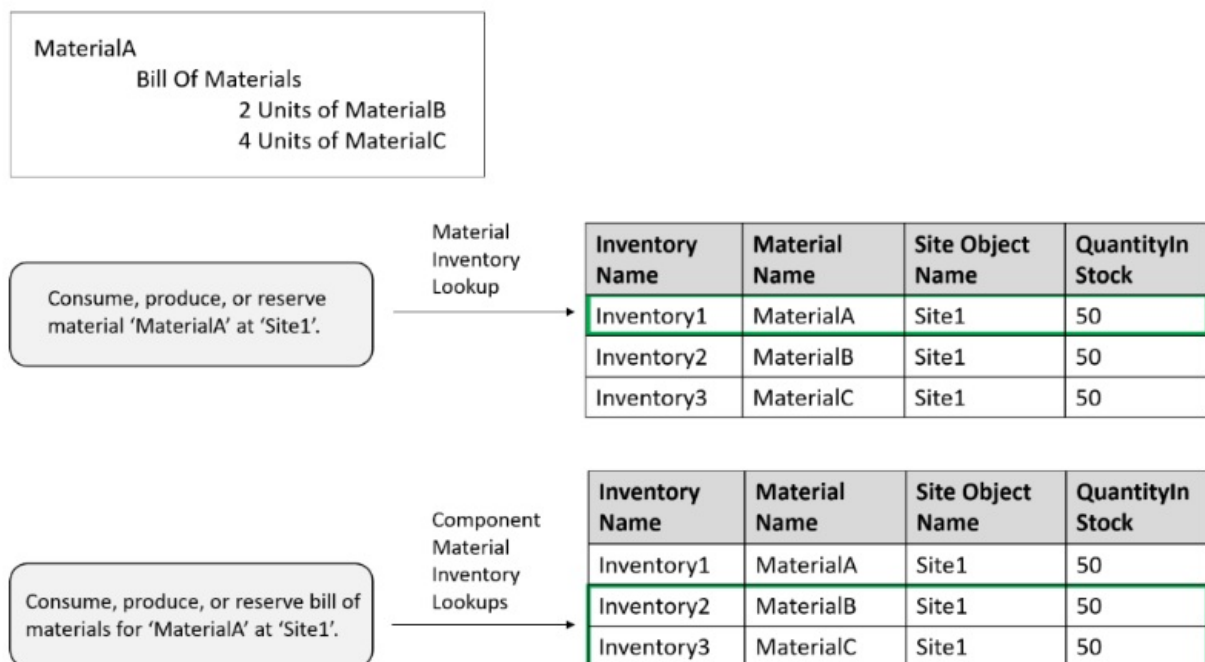 MaterialA
Bill Of Materials
2 Units of MaterialB
4 Units of MaterialC
Consume, produce, or reserve
material ‘MaterialA’ at ‘Site1’.
Material
Inventory
Lookup
Inventory Name | Material Name | Site Object Name | QuantityIn Stock
Inventory1 | MaterialA | Site1 | 50
Inventory2 | MaterialB | Site1 | 50
Inventory3 | MaterialC | Site1 | 50
Consume, produce, or reserve bill of
materials for ‘MaterialA’ at ‘Site1’.
Component
Material
Inventory
Lookups
Inventory Name | Material Name | Site Object Name | QuantityIn Stock
Inventory1 | MaterialA | Site1 | 50
Inventory2 | MaterialB | Site1 | 50
Inventory3 | MaterialC | Site1 | 50